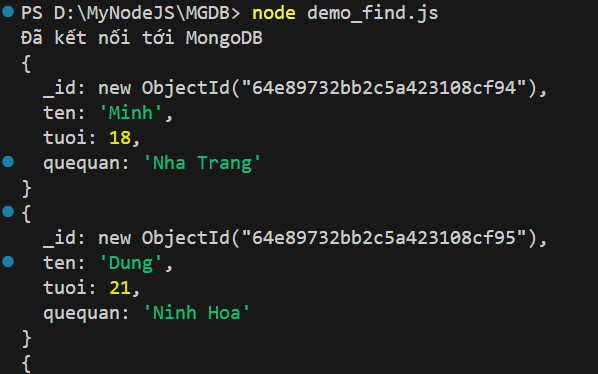 PS D:\MyNodeJS\MGDB> node demo_find.js
Đã kết nối tới MongoDB
{
  _id: new ObjectId("64e89732bb2c5a423108cf94"),
  ten: 'Minh',
  tuoi: 18,
  quequan: 'Nha Trang'
}
{
  _id: new ObjectId("64e89732bb2c5a423108cf95"),
  ten: 'Dung',
  tuoi: 21,
  quequan: 'Ninh Hoa'
}
{